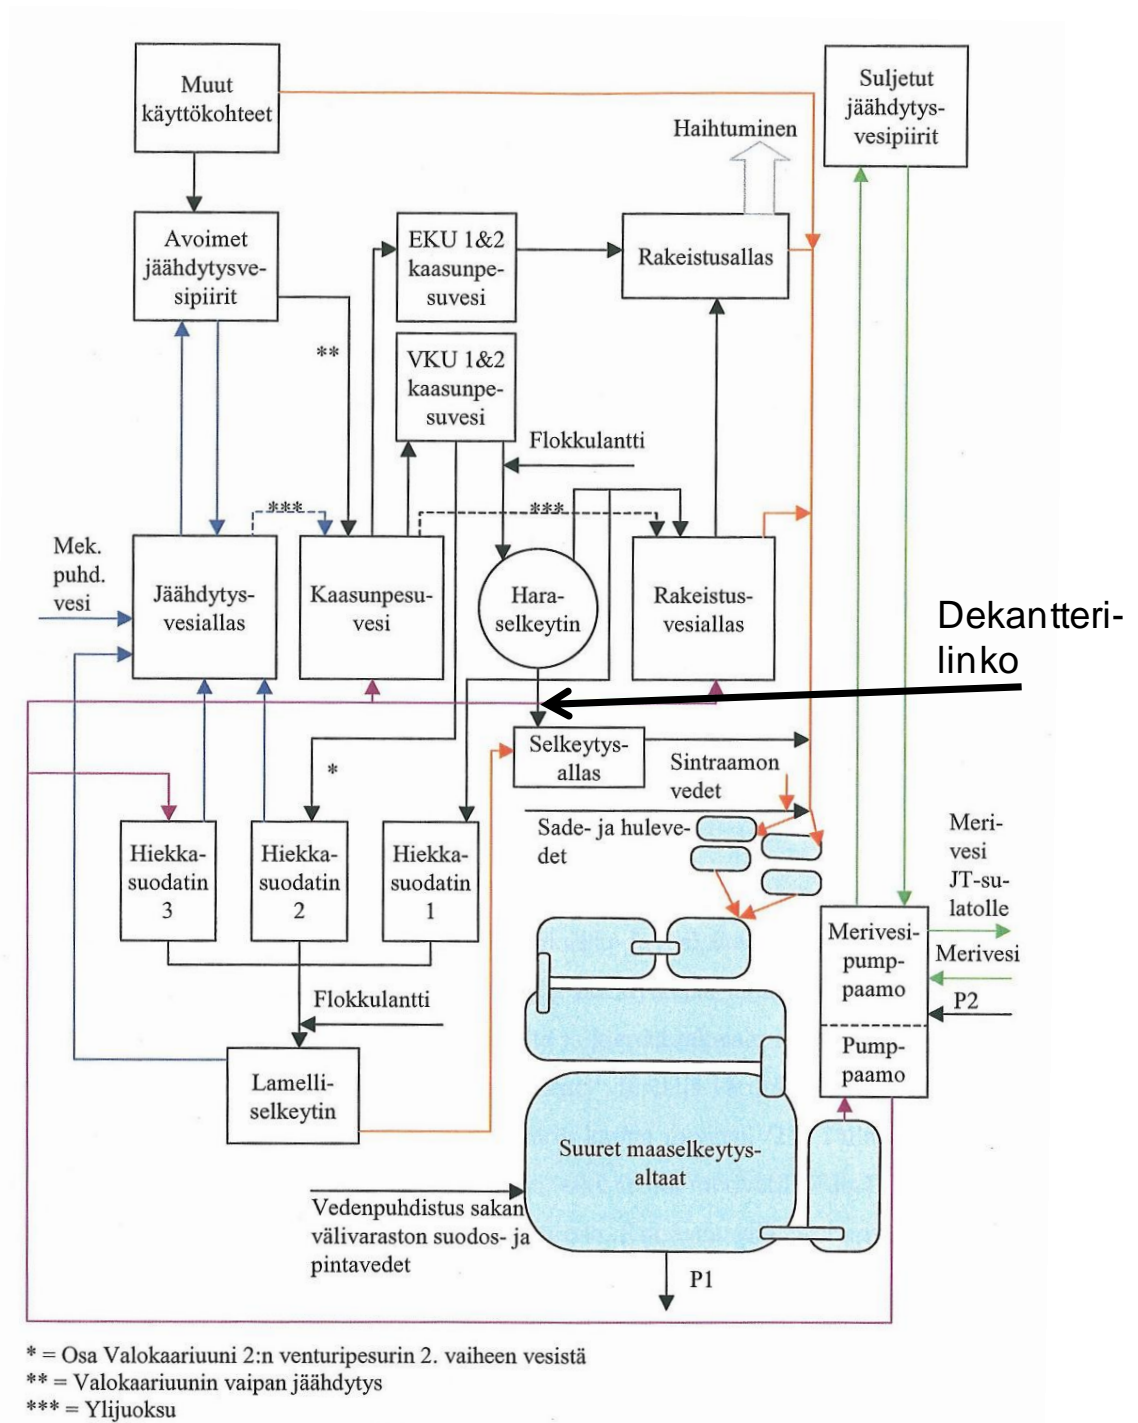 Muut
käyttökohteet
Suljetut
jäähdytys-
vesipiirit
Haihtuminen
Avoimet
jäähdytysve-
sipiirit
EKU 1&2
kaasunpe-
suvesi
Rakeistusallas
**
VKU 1&2
kaasunpe-
suvesi
Flokkulantti
***
***
Mek.
puhd.
vesi
Jäähdytys-
vesiallas
Kaasunpesu-
vesi
Hara-
selkeytin
Rakeistus-
vesiallas
Dekantteri-
linko
Selkeytys-
allas
*
Sintraamon
vedet
Sade- ja huleve-
det
Hiekka-
suodatin
3
Hiekka-
suodatin
2
Hiekka-
suodatin
1
Meri-
vesi
JT-su-
latolle
Merivesi-
pump-
paamo
Merivesi
P2
Flokkulantti
Pump-
paamo
Lamelli-
selkeytin
Suuret maaselkeytys-
altaat
Vedenpuhdistus sakan
välivaraston suodos- ja
pintavedet
P1
* = Osa Valokaariuuni 2:n venturipesurin 2. vaiheen vesistä
** = Valokaariuunin vaipan jäähdytys
*** = Ylijuoksu